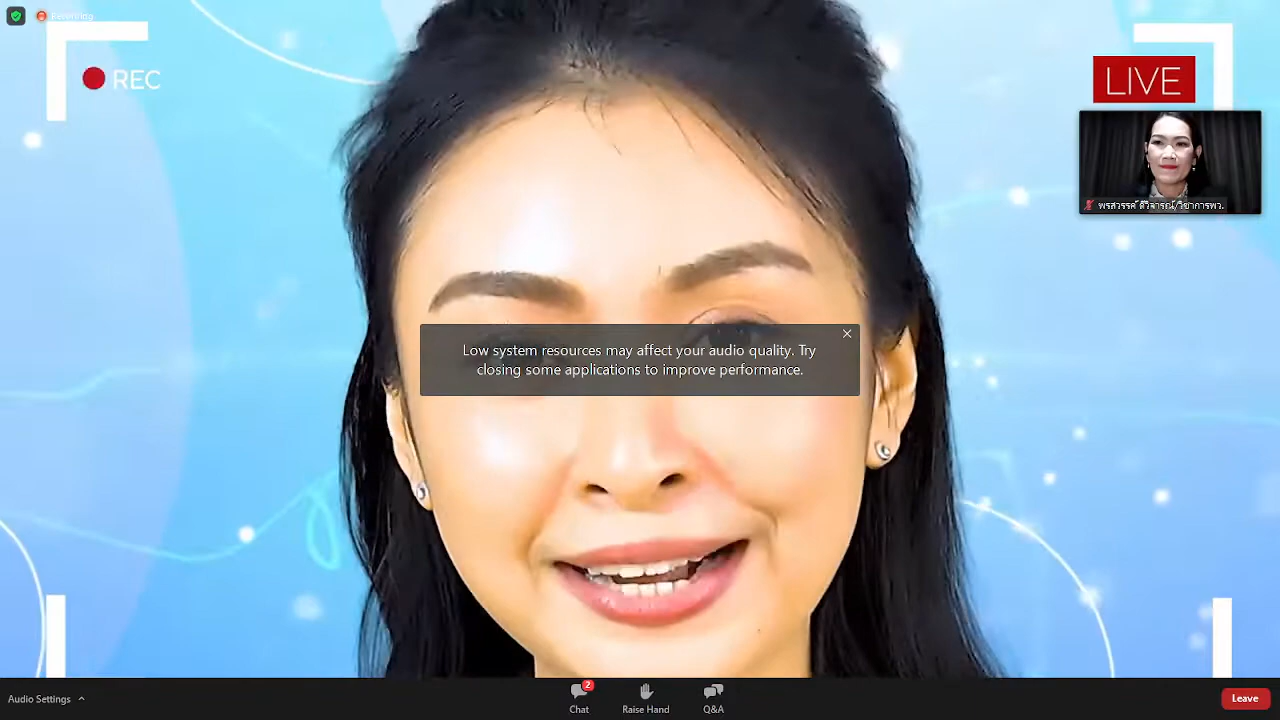 Recording
REC
LIVE
Low system resources may affect your audio quality. Try
closing some applications to improve performance.
Audio Settings
2
Chat
Raise Hand
Q&A
Leave